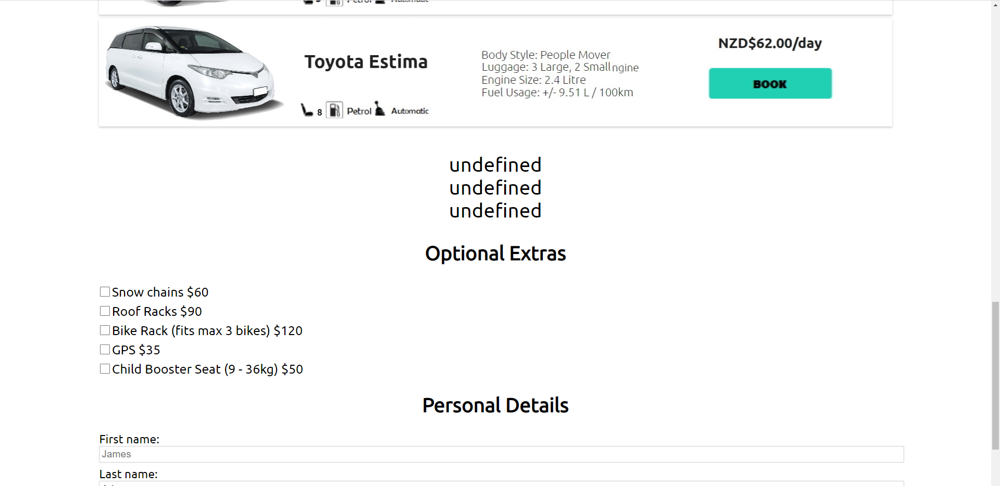 NZD$62.00/day
Toyota Estima
Body Style: People Mover
Luggage: 3 Large, 2 Small ngine
Engine Size: 2.4 Litre
Fuel Usage: +/- 9.51 L / 100km
BOOK
8 Petrol Automatic
undefined
undefined
undefined
Optional Extras
Snow chains $60
Roof Racks $90
Bike Rack (fits max 3 bikes) $120
GPS $35
Child Booster Seat (9 - 36kg) $50
Personal Details
First name:
James
Last name: